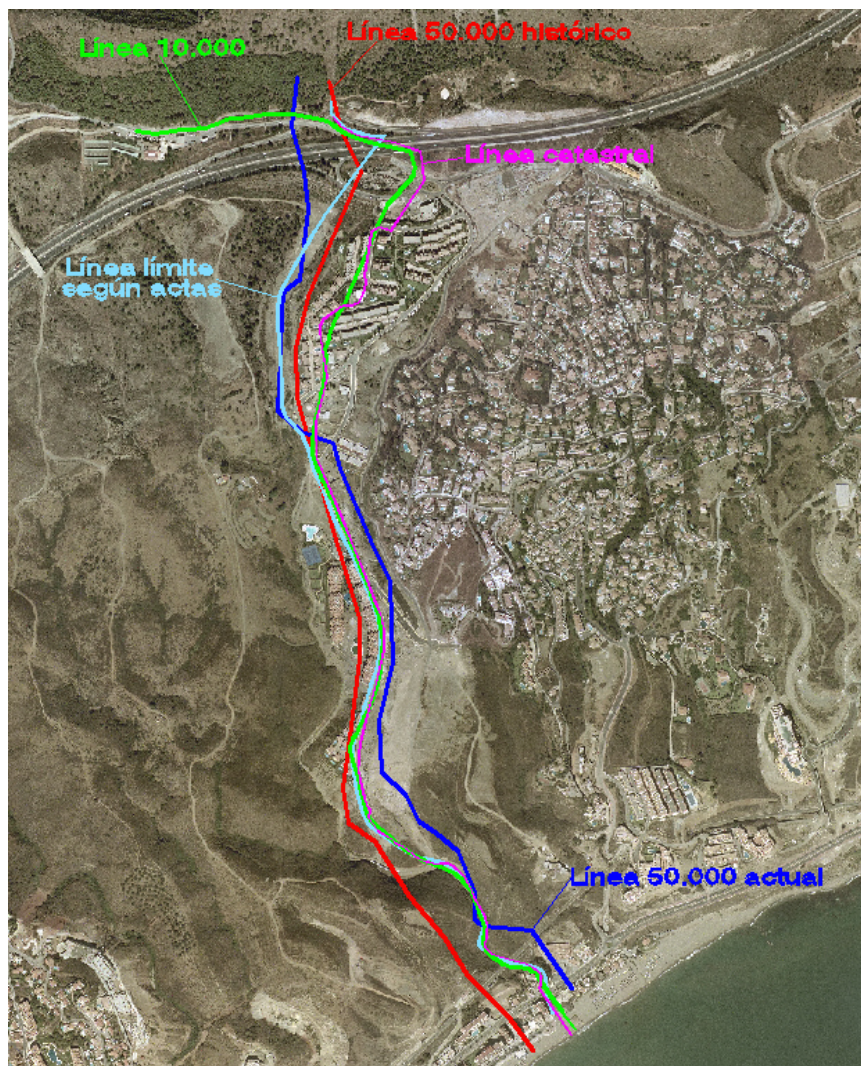 Línea 50.000 histórico
Línea 10.000
Línea catastral
Línea límite
según actas
Línea 50.000 actual